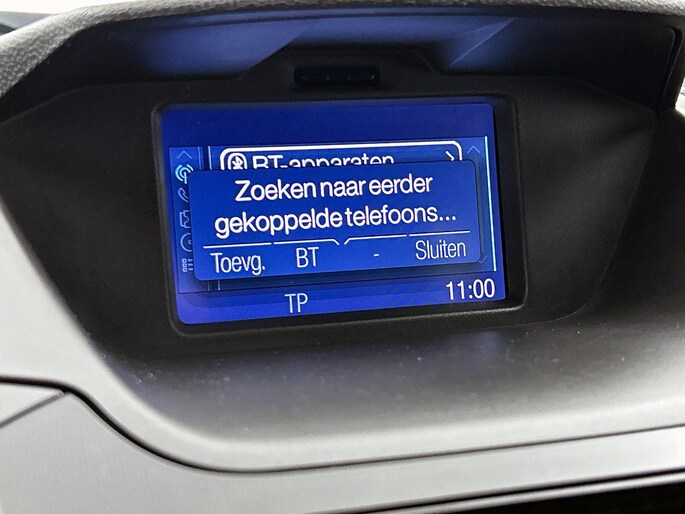 BT-apparaten
Zoeken naar eerder
gekoppelde telefoons...
Toevg. BT - Sluiten
TP 11:00